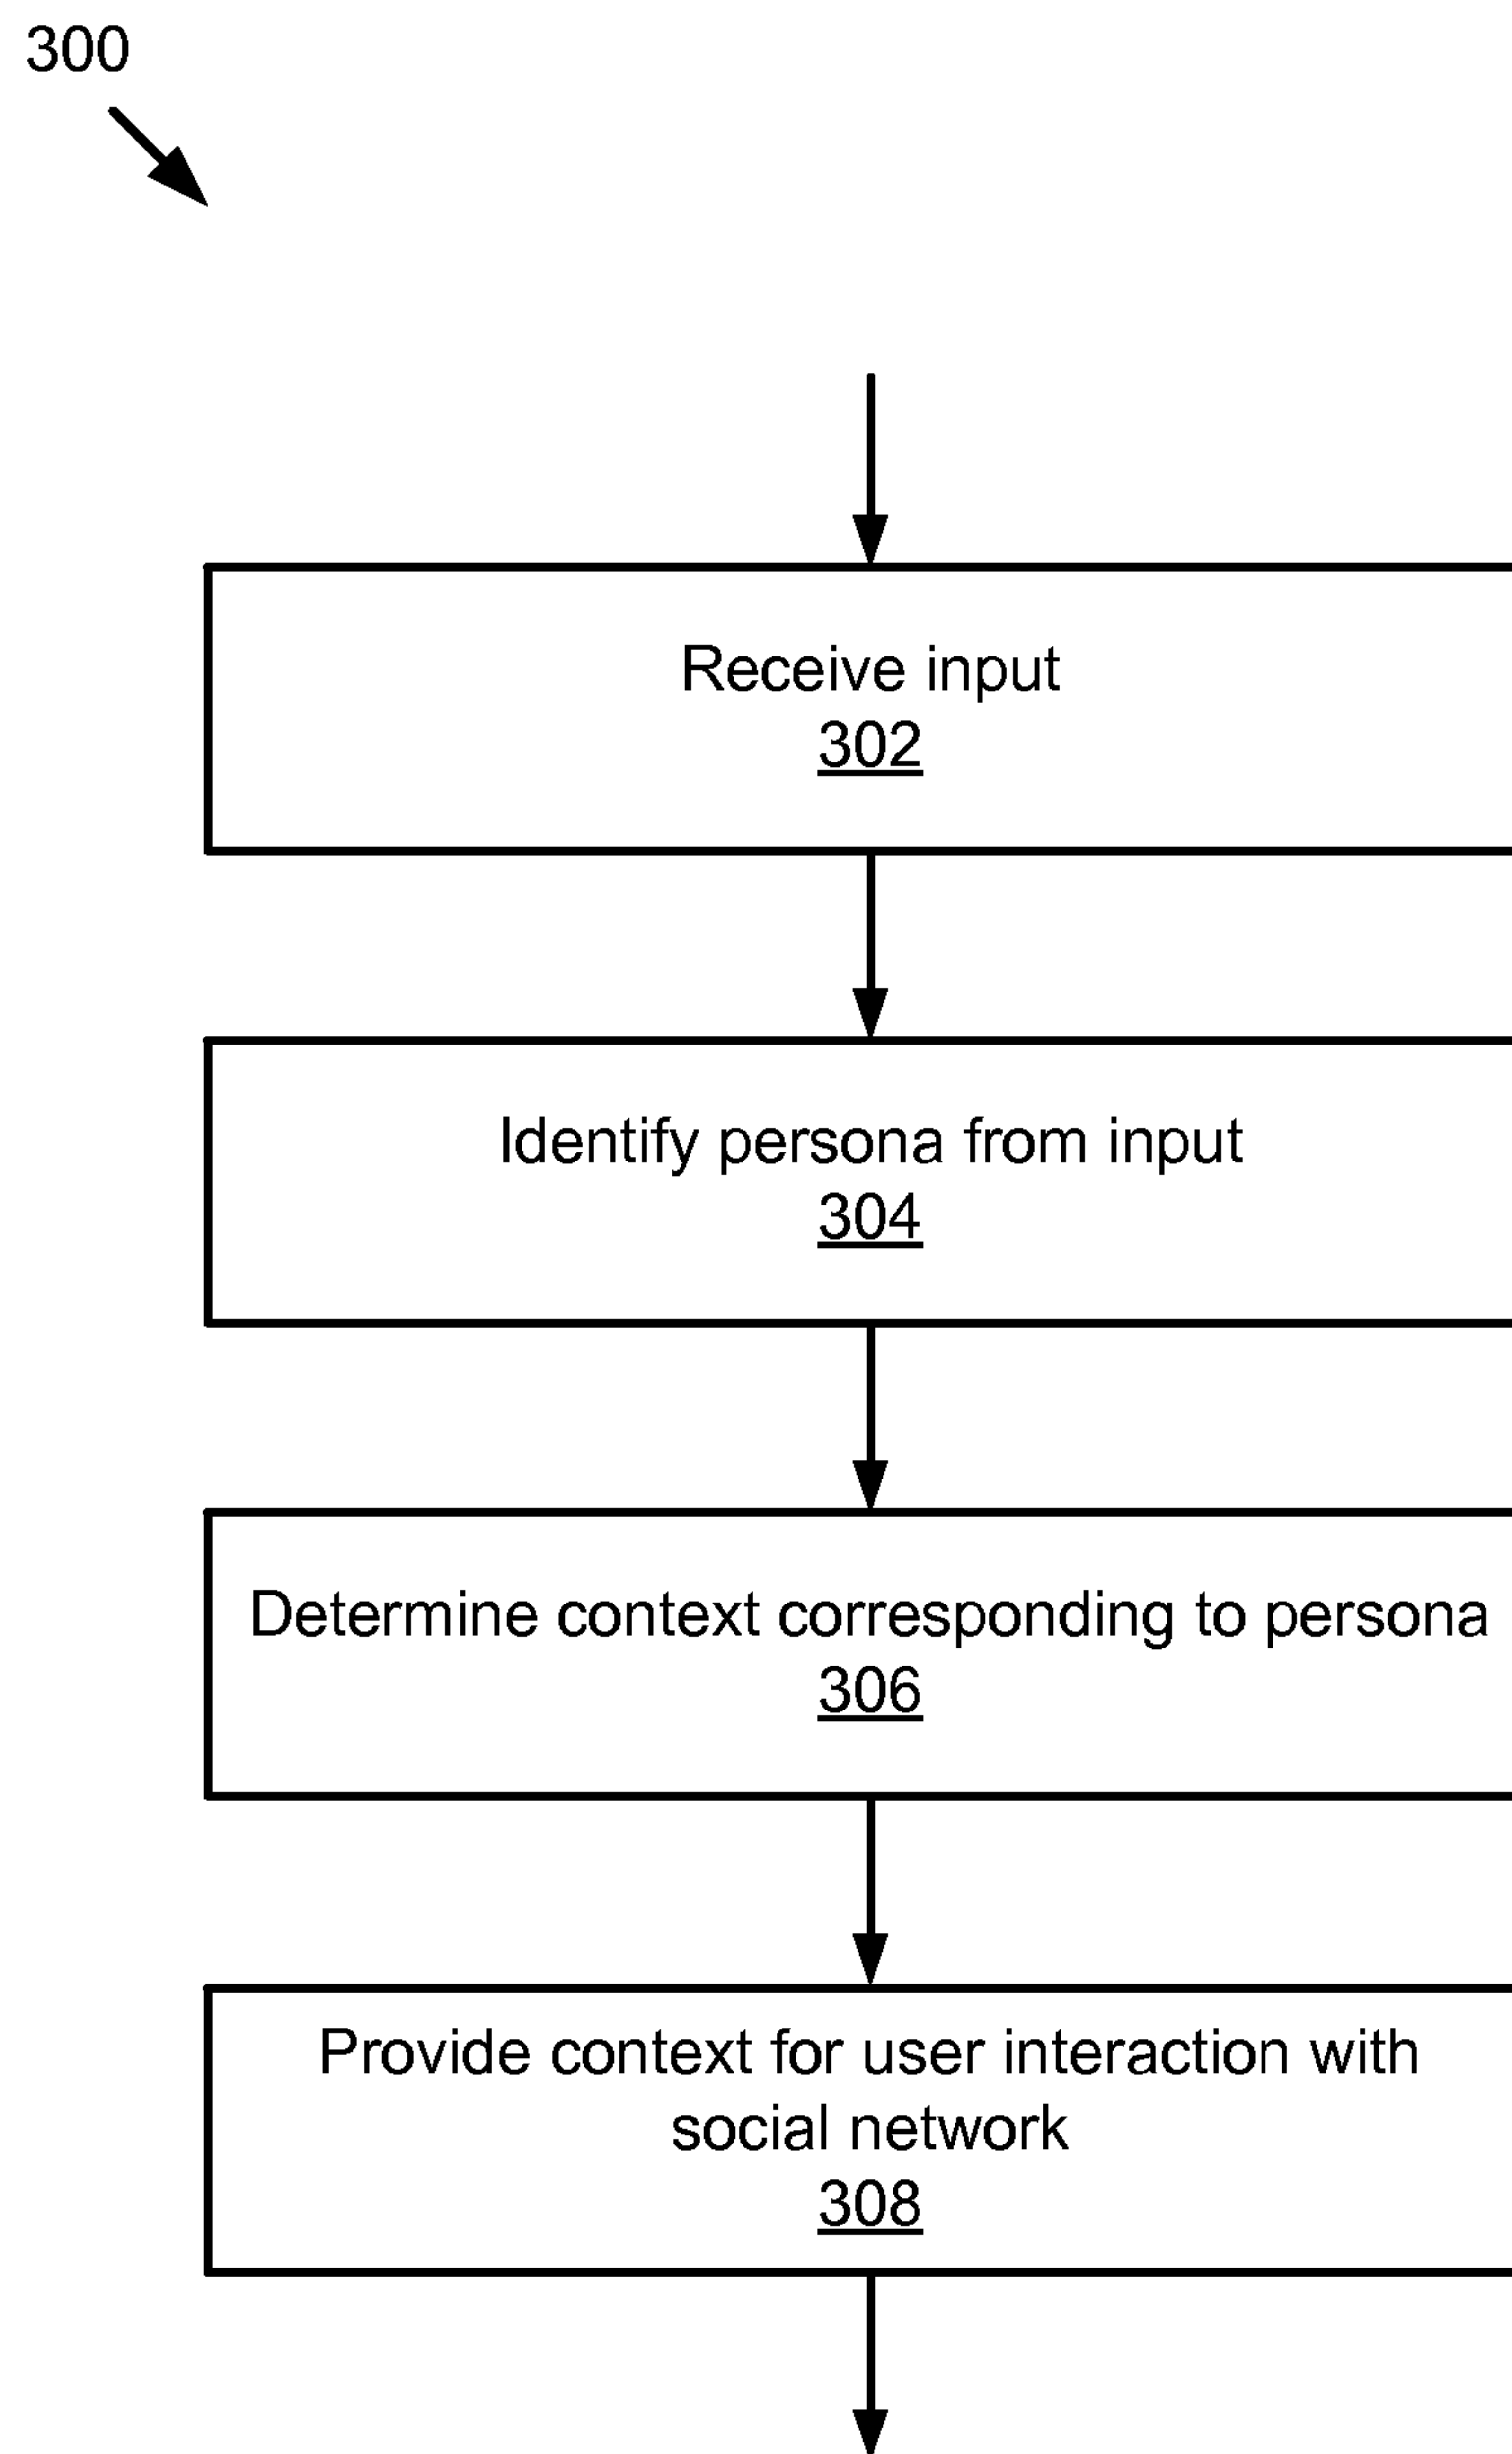 300
Receive input
302
Identify persona from input
304
Determine context corresponding to persona
306
Provide context for user interaction with
social network
308